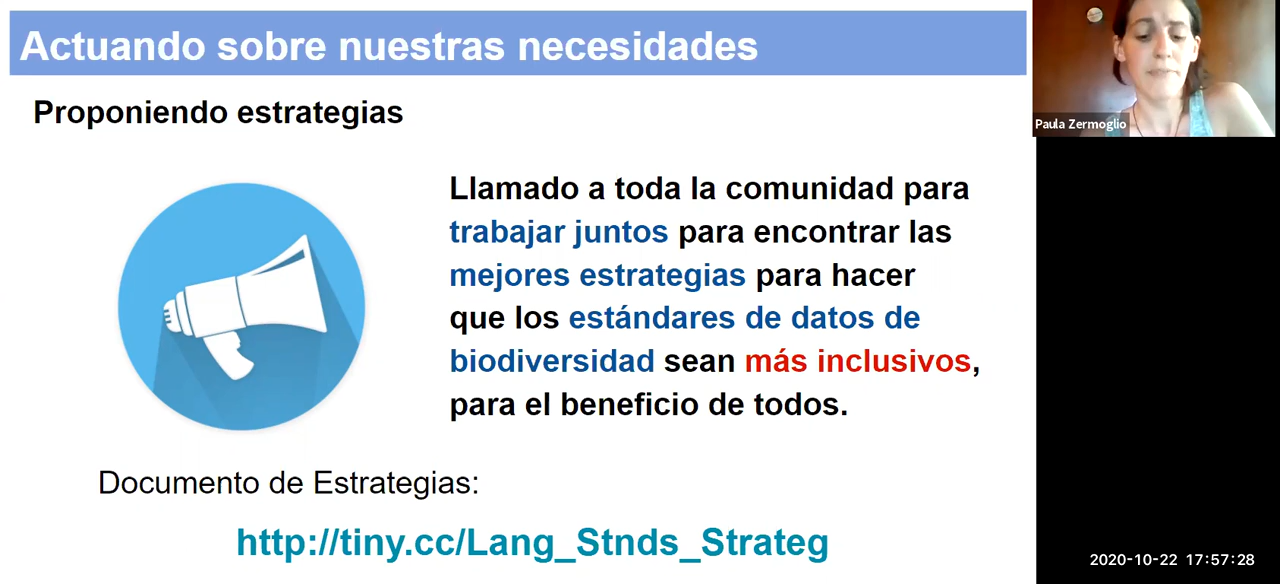 Actuando sobre nuestras necesidades
Proponiendo estrategias
Llamado a toda la comunidad para
trabajar juntos para encontrar las
mejores estrategias para hacer
que los estándares de datos de
biodiversidad sean más inclusivos,
para el beneficio de todos.
Documento de Estrategias:
http://tiny.cc/Lang_Stnds_Strateg
Paula Zermoglio
2020-10-22 17:57:28